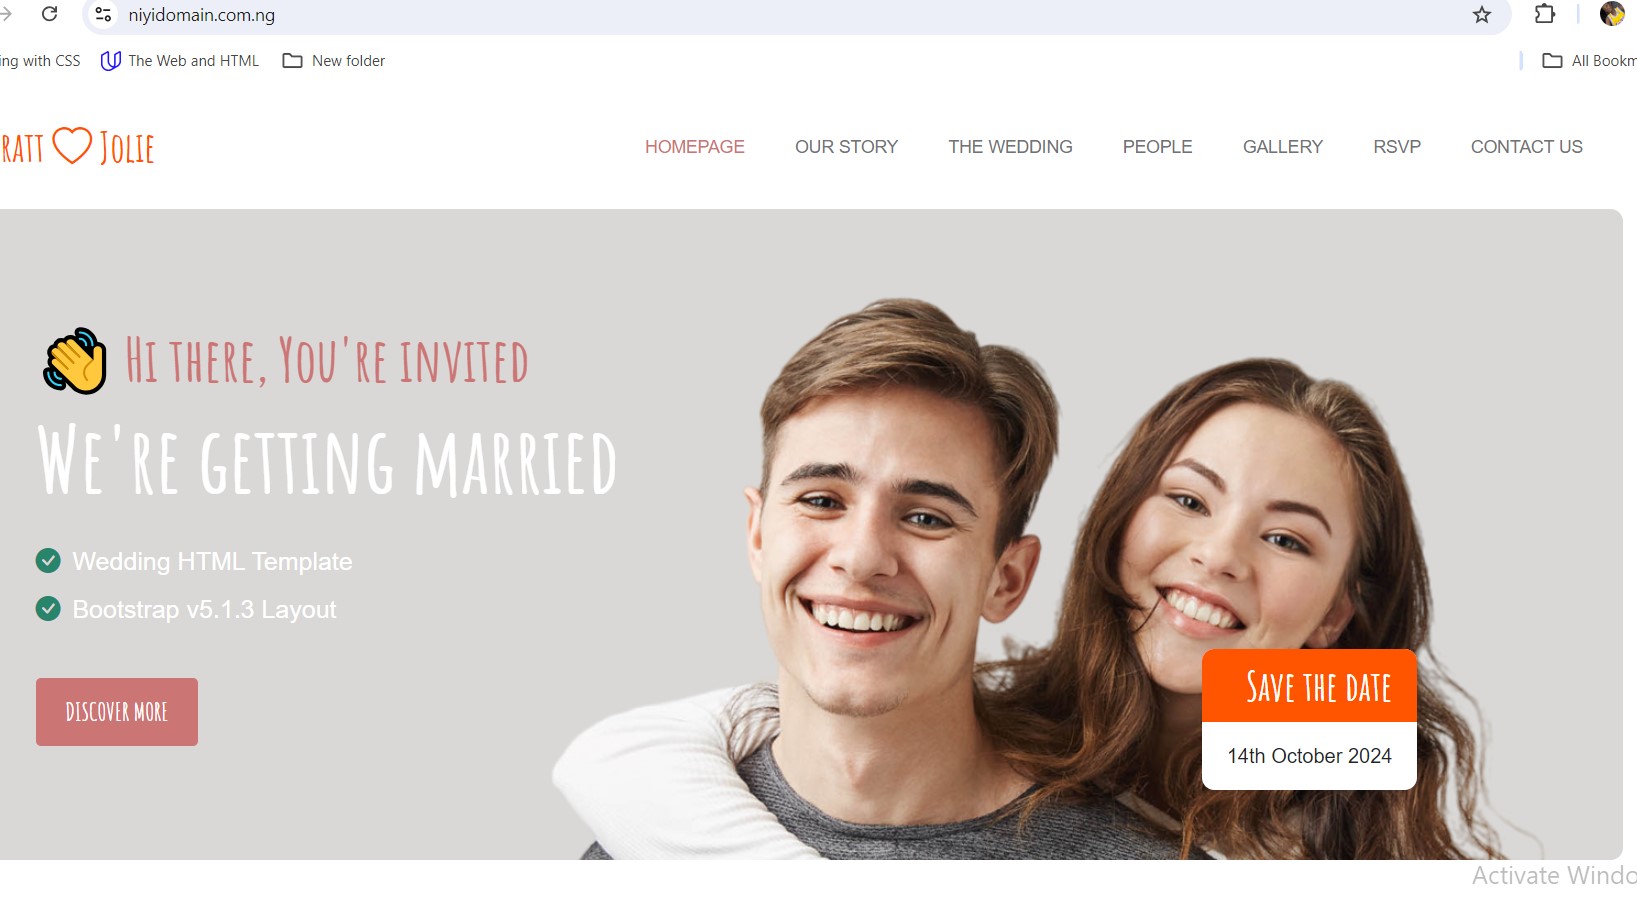 niyidomain.com.ng
ing with CSS The Web and HTML New folder All Bookm
RATT JOLIE
HOMEPAGE OUR STORY THE WEDDING PEOPLE GALLERY RSVP CONTACT US
Hi there, You're invited
We're getting married
Wedding HTML Template
Bootstrap v5.1.3 Layout
DISCOVER MORE
Save the date
14th October 2024
Activate Windo